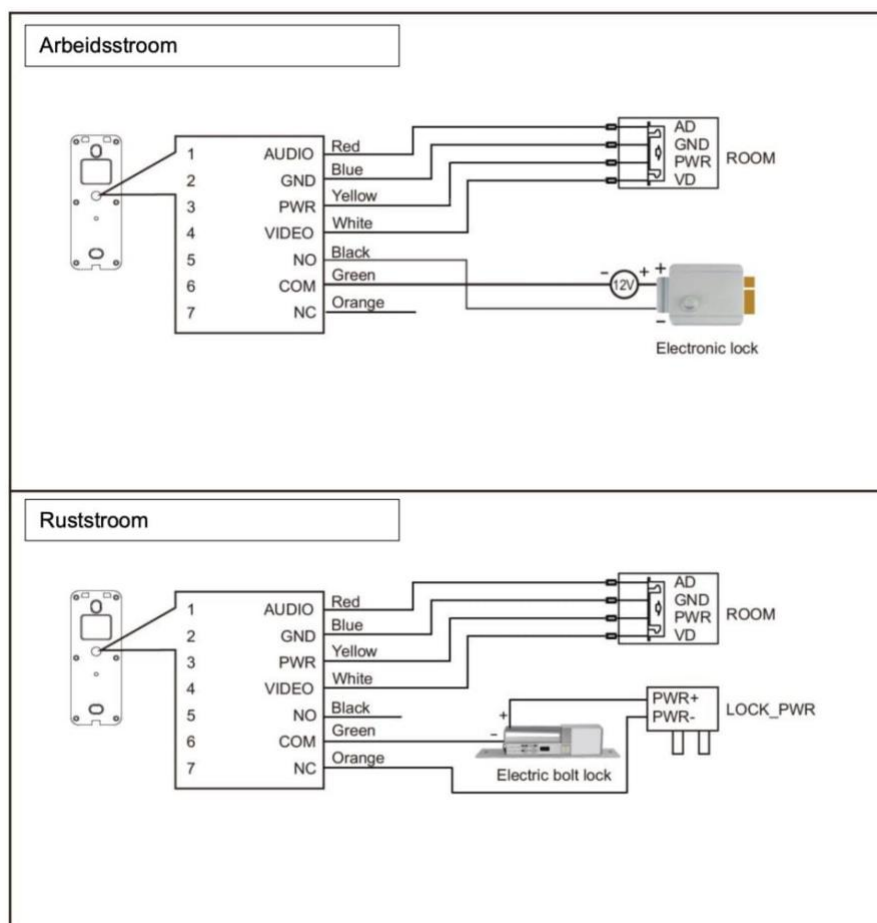 Arbeidsstroom
1 AUDIO Red
2 GND Blue
3 PWR Yellow
4 VIDEO White
5 NO Black
6 COM Green
7 NC Orange
AD
GND
PWR
VD
ROOM
- 12V + +
-
Electronic lock
Ruststroom
1 AUDIO Red
2 GND Blue
3 PWR Yellow
4 VIDEO White
5 NO Black
6 COM Green
7 NC Orange
AD
GND
PWR
VD
ROOM
+
-
Electric bolt lock
PWR+
PWR-
LOCK_PWR